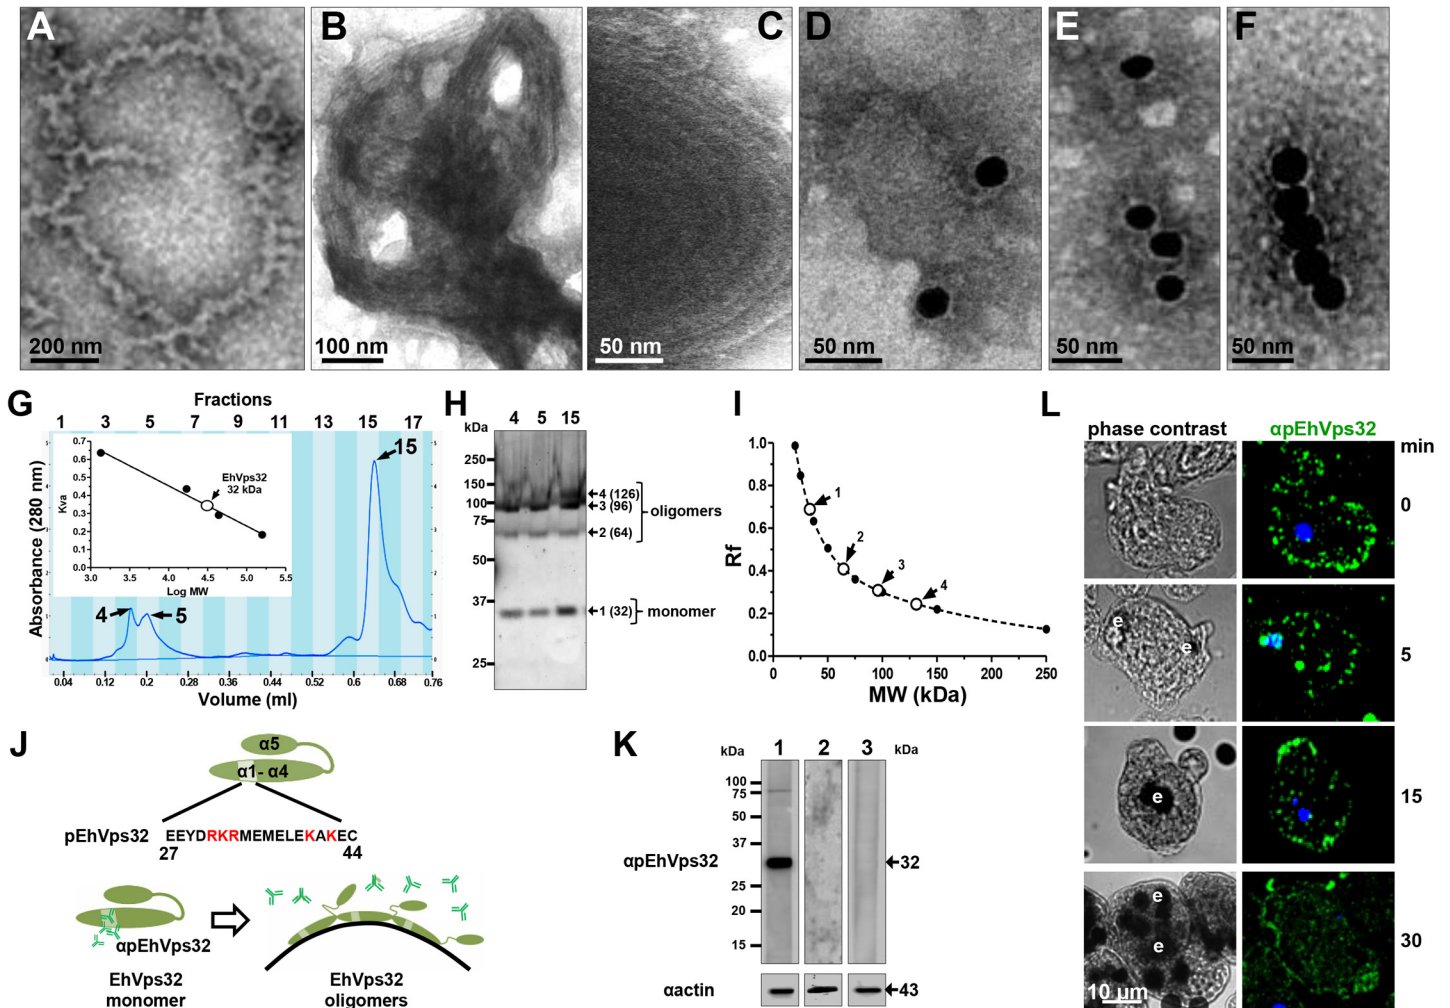 A
B
C
D
E
F
200 nm
100 nm
50 nm
50 nm
50 nm
50 nm
G
Fractions
1 3 5 7 9 11 13 15 17
Absorbance (280 nm)
Kva
0.7
0.6
0.5
0.4
0.3
0.2
0.1
0.0
3.0 3.5 4.0 4.5 5.0 5.5
Log MW
EhVps32
32 kDa
15
4
5
0.04 0.12 0.2 0.28 0.36 0.44 0.52 0.6 0.68 0.76
Volume (ml)
H
kDa
4 5 15
250
150
100
75
50
37
25
4 (126)
3 (96)
2 (64)
oligomers
1 (32)
monomer
I
Rf
1.0
0.8
0.6
0.4
0.2
0.0
0 50 100 150 200 250
MW (kDa)
1
2
3
4
J
α5
α1- α4
pEhVps32
EEYDRKRMEMELEKAKEC
27 44
αpEhVps32
EhVps32
monomer
EhVps32
oligomers
K
kDa 1 2 3 kDa
100
75
50
37
25
20
15
αpEhVps32
32
αactin
43
L
phase contrast
αpEhVps32
min
0
e
e
5
e
15
e
e
30
10 µm